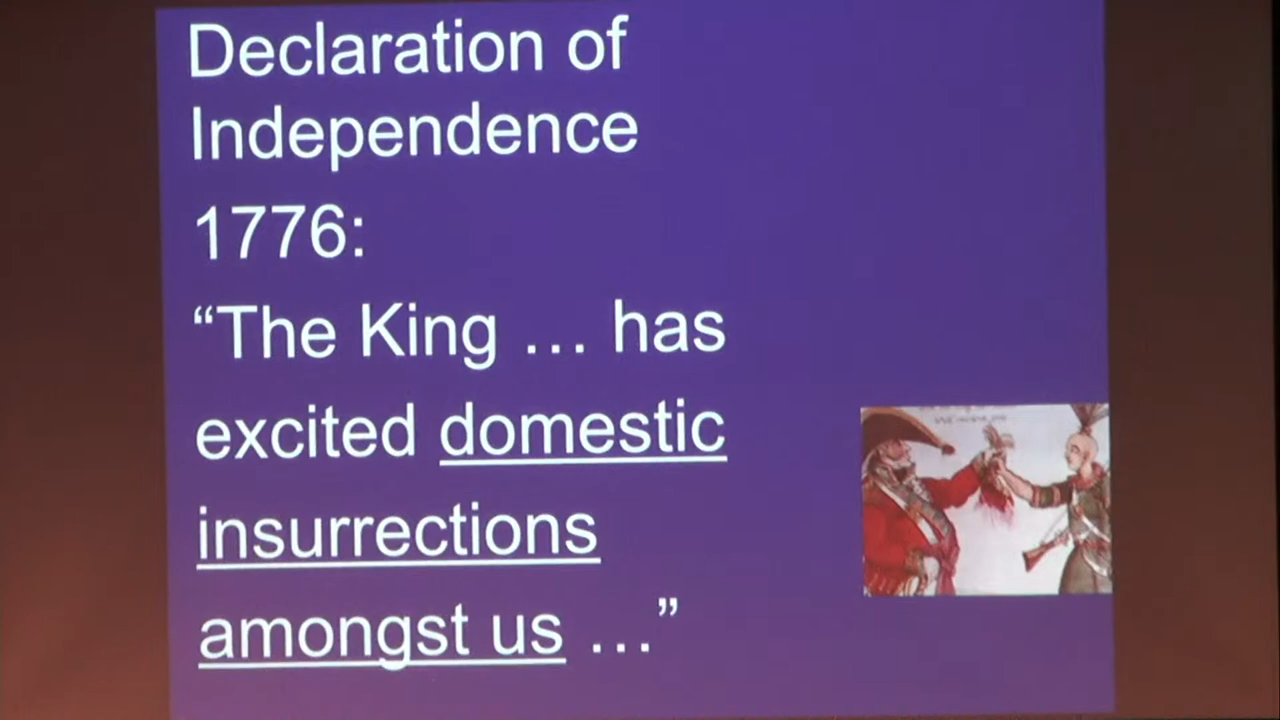 Declaration of
Independence
1776:
“The King … has
excited domestic
insurrections
amongst us …”